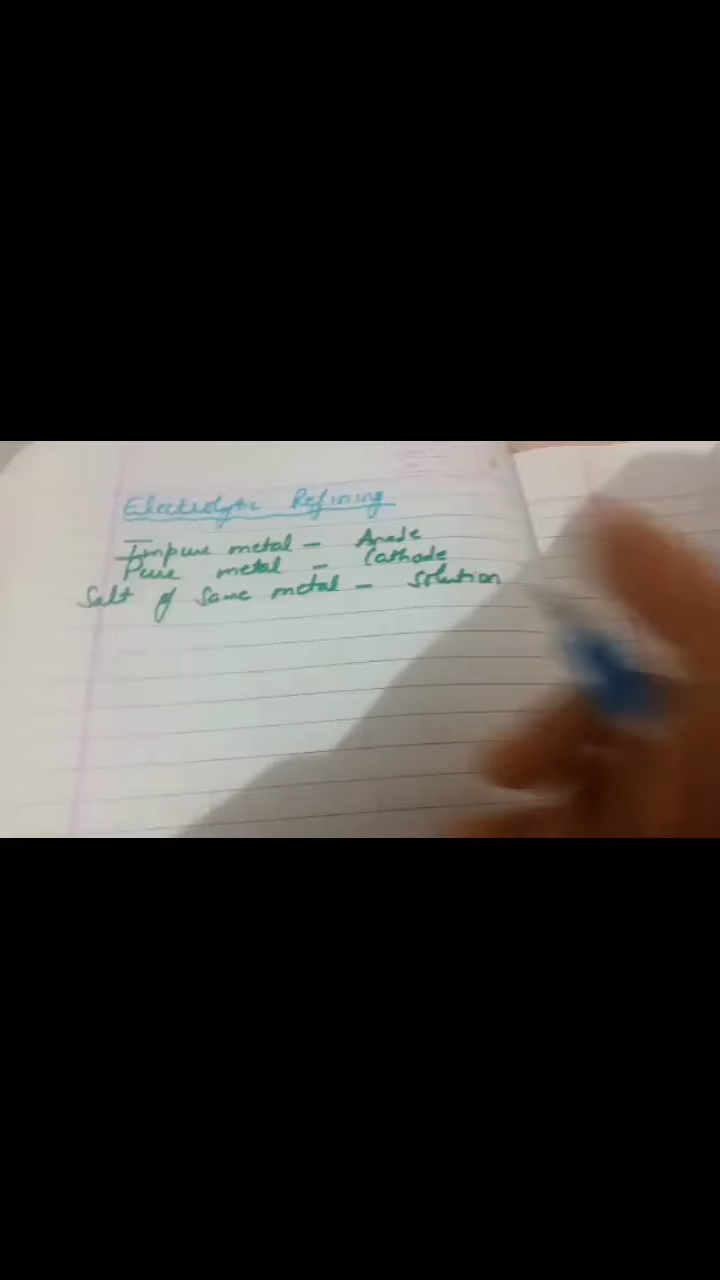 Electrolytic Refining
Impure metal - Anode
Pure metal - Cathode
Salt of same metal - solution